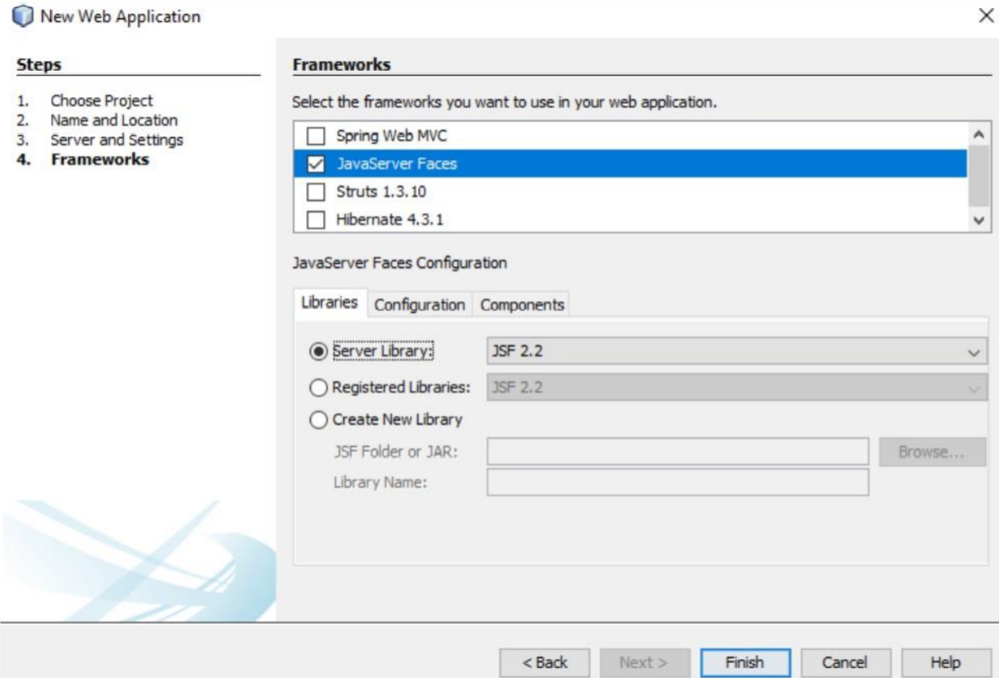 New Web Application
Steps
1. Choose Project
2. Name and Location
3. Server and Settings
4. Frameworks
Frameworks
Select the frameworks you want to use in your web application.
Spring Web MVC
JavaServer Faces
Struts 1.3.10
Hibernate 4.3.1
JavaServer Faces Configuration
Libraries Configuration Components
Server Library: JSF 2.2
Registered Libraries: JSF 2.2
Create New Library
JSF Folder or JAR: Browse...
Library Name:
< Back Next > Finish Cancel Help